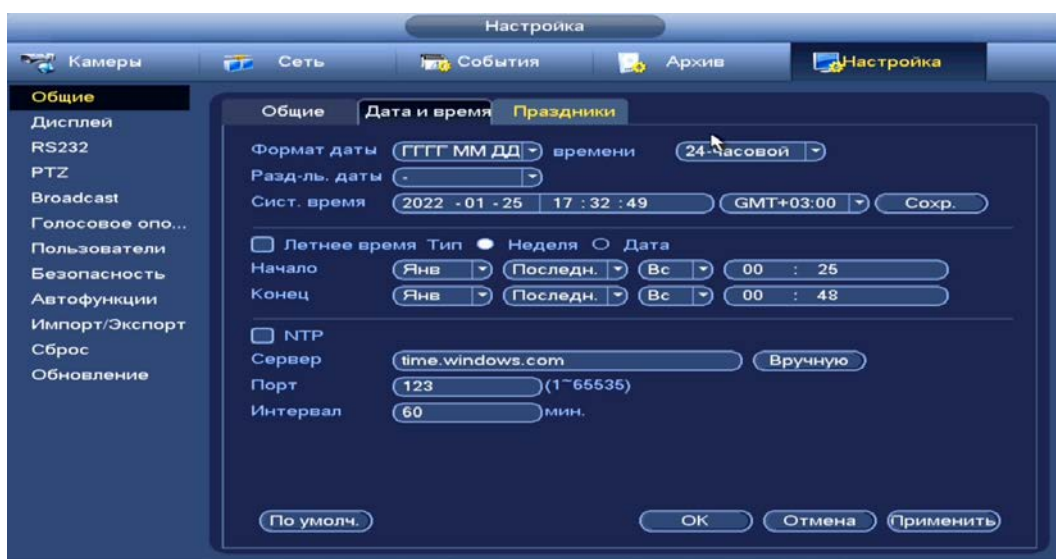 Настройка
Камеры Сеть События Архив Настройка
Общие
Дисплей
RS232
PTZ
Broadcast
Голосовое опо...
Пользователи
Безопасность
Автофункции
Импорт/Экспорт
Сброс
Обновление
Общие Дата и время Праздники
Формат даты ГГГГ ММ ДД времени 24-часовой
Разд-ль. даты -
Сист. время 2022 - 01 - 25 17 : 32 : 49 GMT+03:00 Сохр.
Летнее время Тип Неделя Дата
Начало Янв Последн. Вс 00 : 25
Конец Янв Последн. Вс 00 : 48
NTP
Сервер time.windows.com Вручную
Порт 123 (1~65535)
Интервал 60 мин.
По умолч. OK Отмена Применить